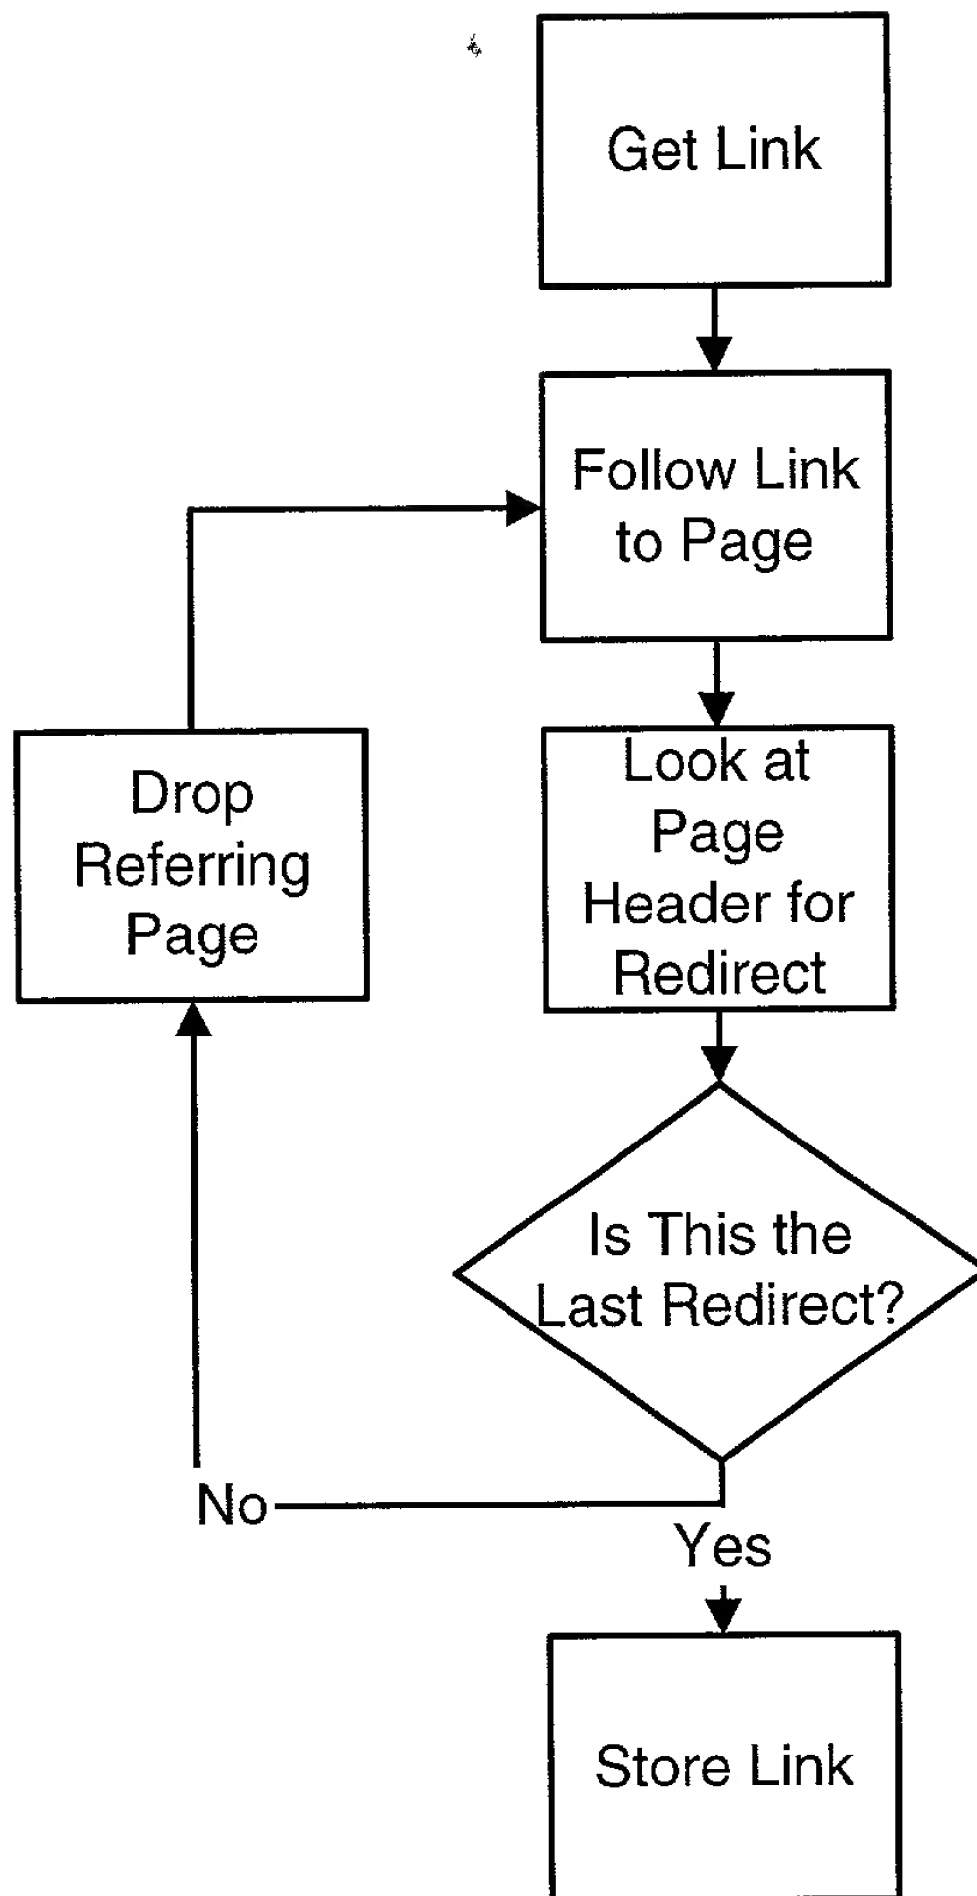 Get Link
Follow Link
to Page
Drop
Referring
Page
Look at
Page
Header for
Redirect
Is This the
Last Redirect?
No
Yes
Store Link